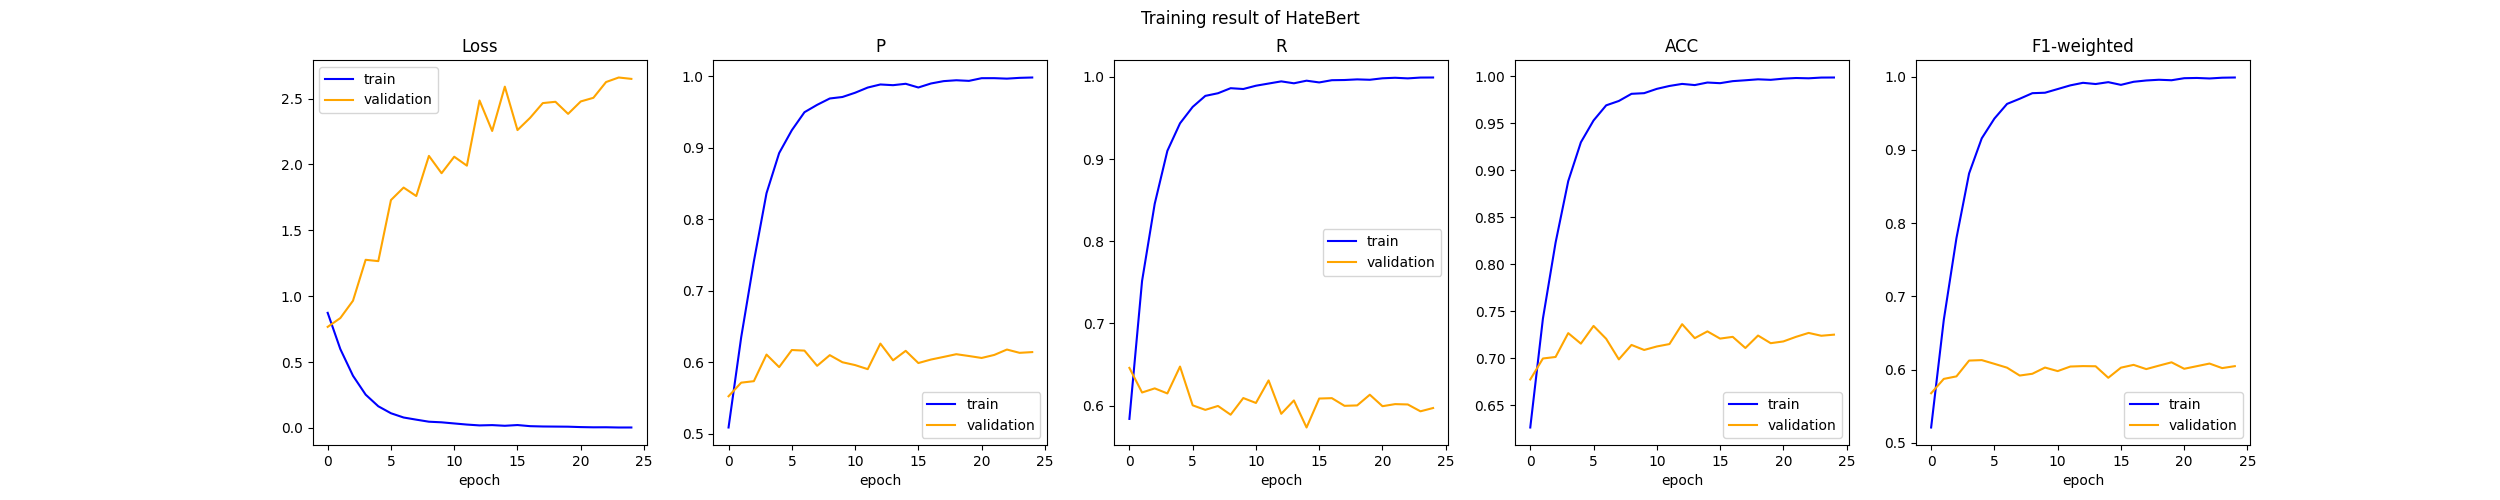 Training result of HateBert
Loss
train
validation
2.5
2.0
1.5
1.0
0.5
0.0
0 5 10 15 20 25
epoch
P
1.0
0.9
0.8
0.7
0.6
0.5
train
validation
0 5 10 15 20 25
epoch
R
1.0
0.9
0.8
0.7
0.6
train
validation
0 5 10 15 20 25
epoch
ACC
1.00
0.95
0.90
0.85
0.80
0.75
0.70
0.65
train
validation
0 5 10 15 20 25
epoch
F1-weighted
1.0
0.9
0.8
0.7
0.6
0.5
train
validation
0 5 10 15 20 25
epoch